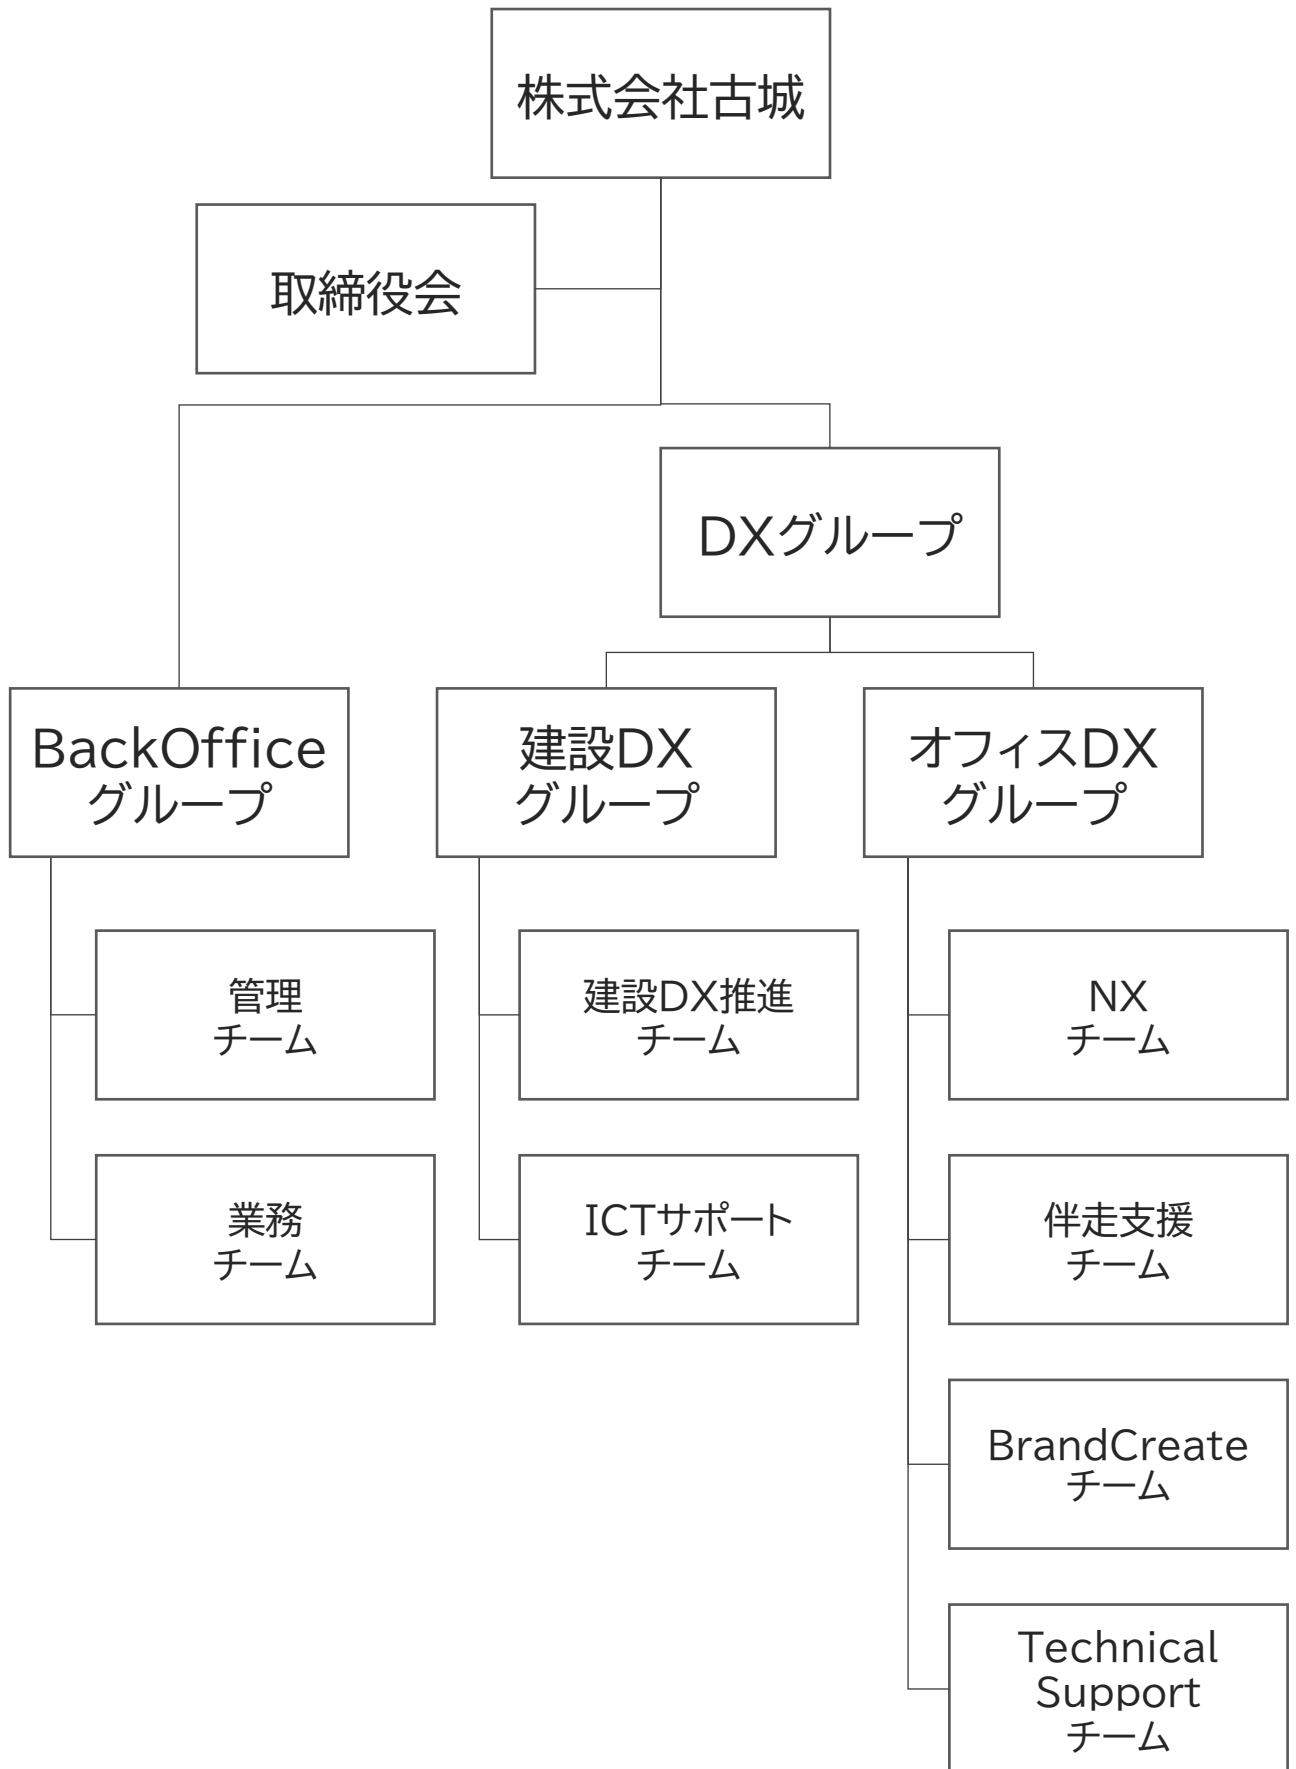 株式会社古城
取締役会
DXグループ
BackOffice
グループ
建設DX
グループ
オフィスDX
グループ
管理
チーム
建設DX推進
チーム
NX
チーム
業務
チーム
ICTサポート
チーム
伴走支援
チーム
BrandCreate
チーム
Technical
Support
チーム